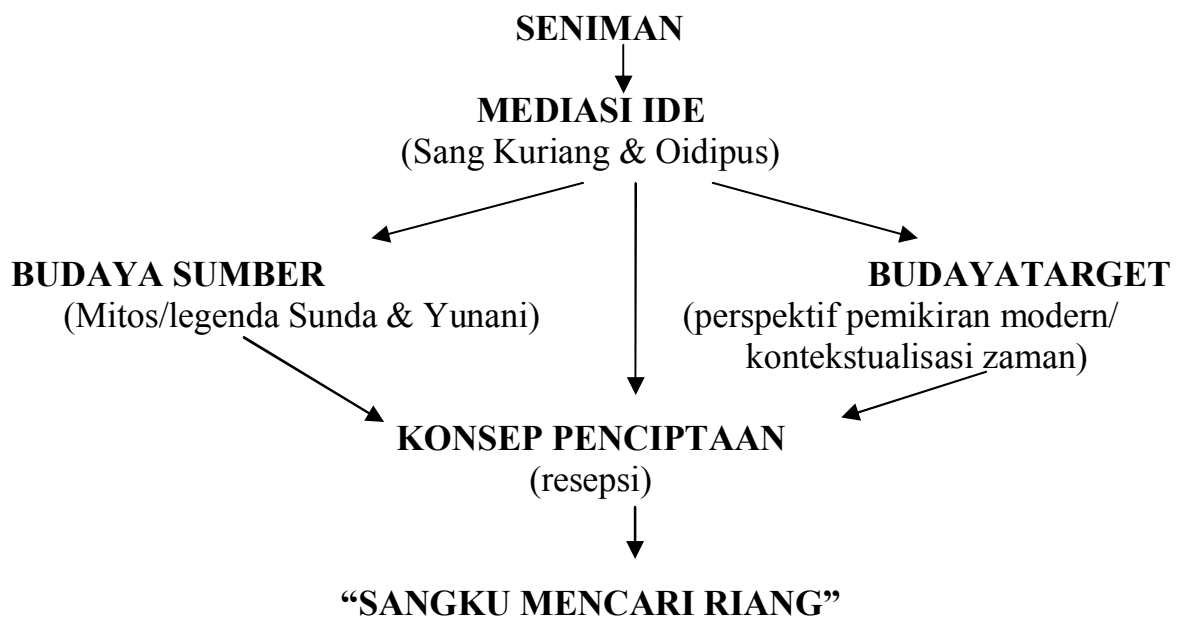 SENIMAN
MEDIASI IDE
(Sang Kuriang & Oidipus)
BUDAYA SUMBER
(Mitos/legenda Sunda & Yunani)
BUDAYATARGET
(perspektif pemikiran modern/
kontekstualisasi zaman)
KONSEP PENCIPTAAN
(resepsi)
“SANGKU MENCARI RIANG”